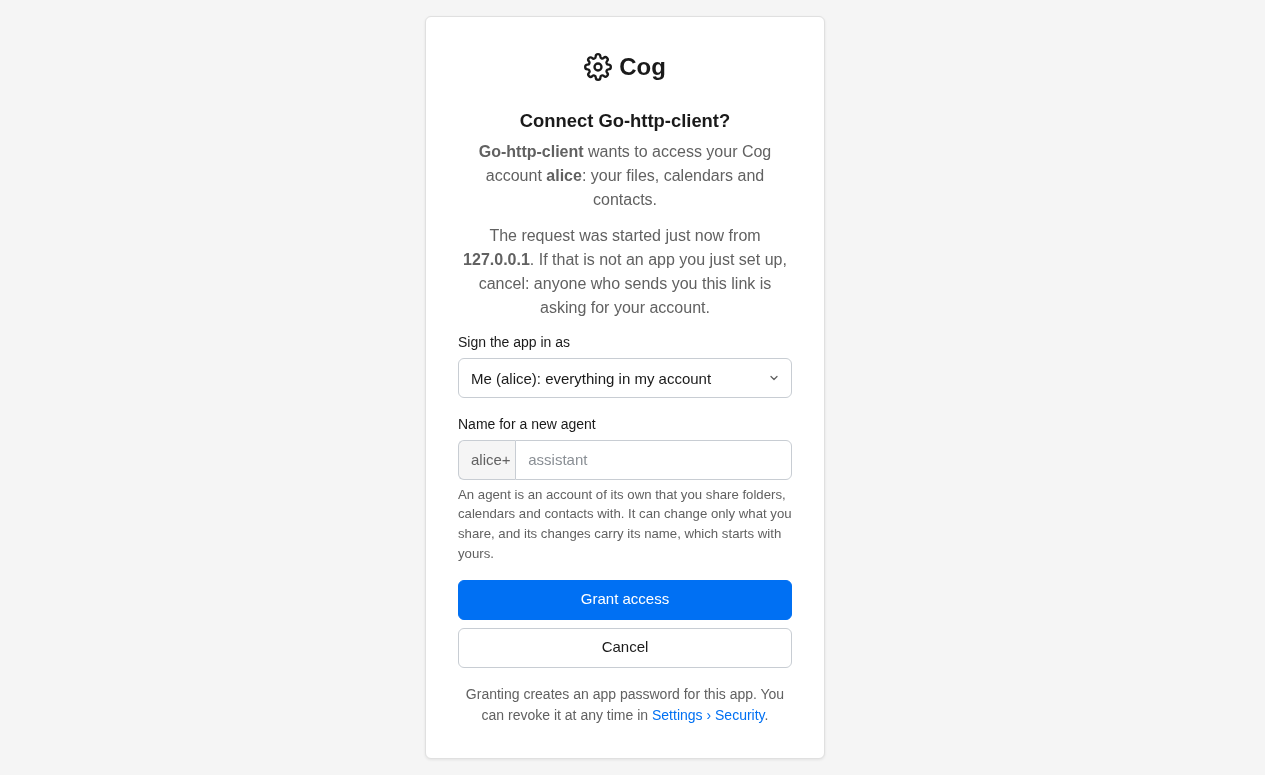 Cog
Connect Go-http-client?
Go-http-client wants to access your Cog
account alice: your files, calendars and
contacts.
The request was started just now from
127.0.0.1. If that is not an app you just set up,
cancel: anyone who sends you this link is
asking for your account.
Sign the app in as
Me (alice): everything in my account
Name for a new agent
alice+ assistant
An agent is an account of its own that you share folders,
calendars and contacts with. It can change only what you
share, and its changes carry its name, which starts with
yours.
Grant access
Cancel
Granting creates an app password for this app. You
can revoke it at any time in Settings › Security.